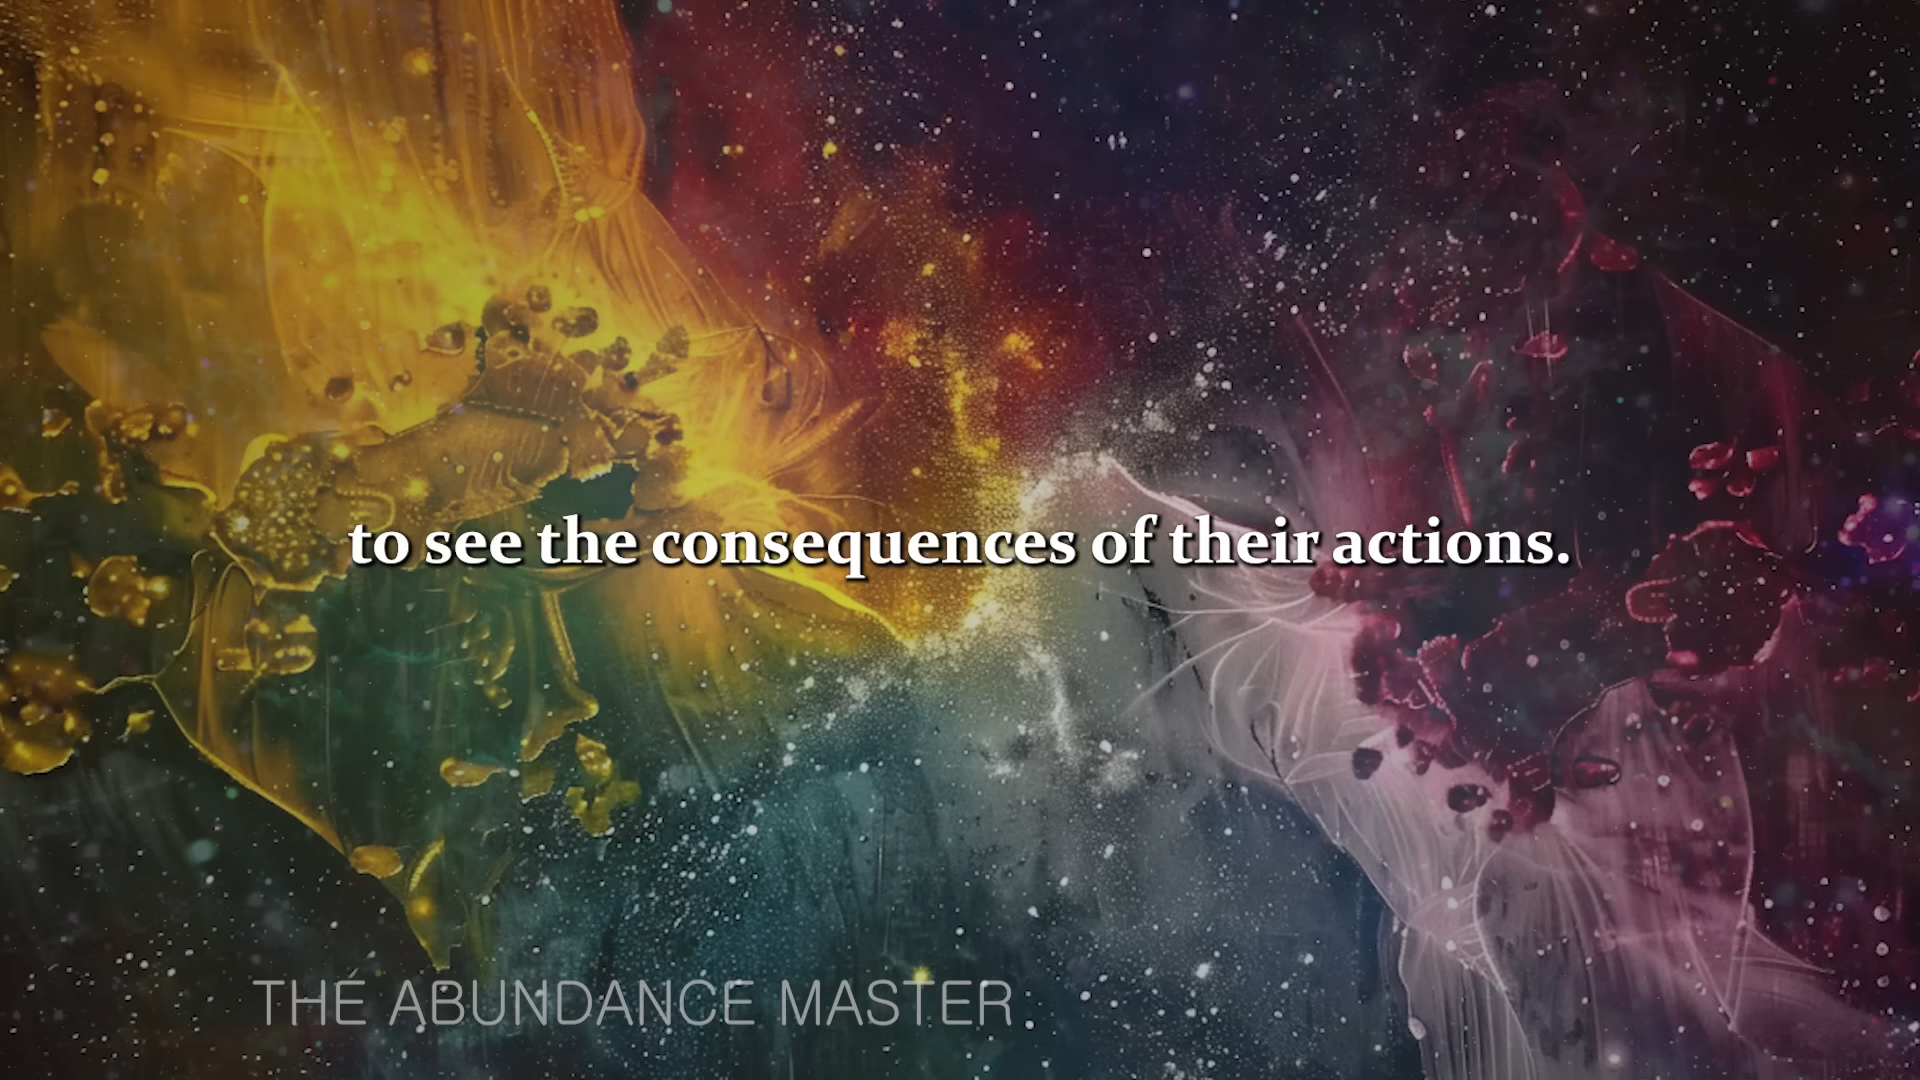 to see the consequences of their actions.
THE ABUNDANCE MASTER